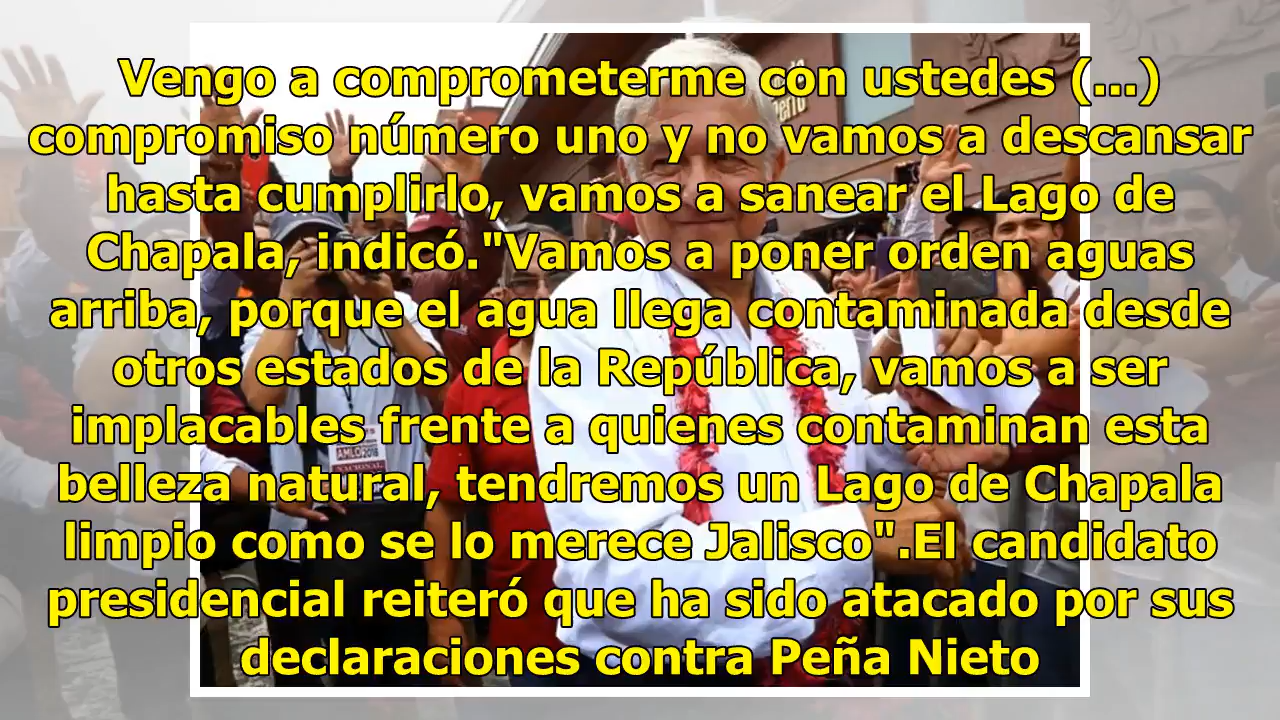 Vengo a comprometerme con ustedes (...)
compromiso número uno y no vamos a descansar
hasta cumplirlo, vamos a sanear el Lago de
Chapala, indicó."Vamos a poner orden aguas
arriba, porque el agua llega contaminada desde
otros estados de la República, vamos a ser
implacables frente a quienes contaminan esta
belleza natural, tendremos un Lago de Chapala
limpio como se lo merece Jalisco".El candidato
presidencial reiteró que ha sido atacado por sus
declaraciones contra Peña Nieto
AMLO
NACIONAL